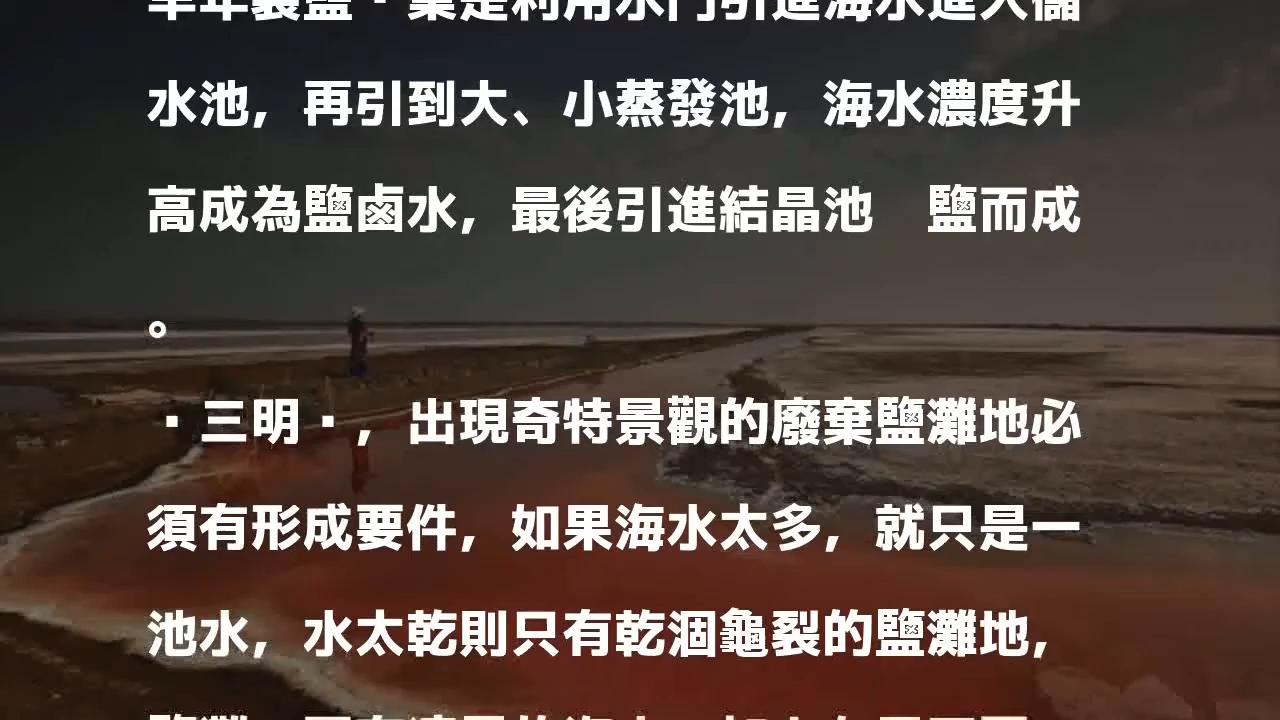 水池，再引到大、小蒸發池，海水濃度升
高成為鹽鹵水，最後引進結晶池　鹽而成
。
▪三明▪，出現奇特景觀的廢棄鹽灘地必
須有形成要件，如果海水太多，就只是一
池水，水太乾則只有乾涸龜裂的鹽灘地，